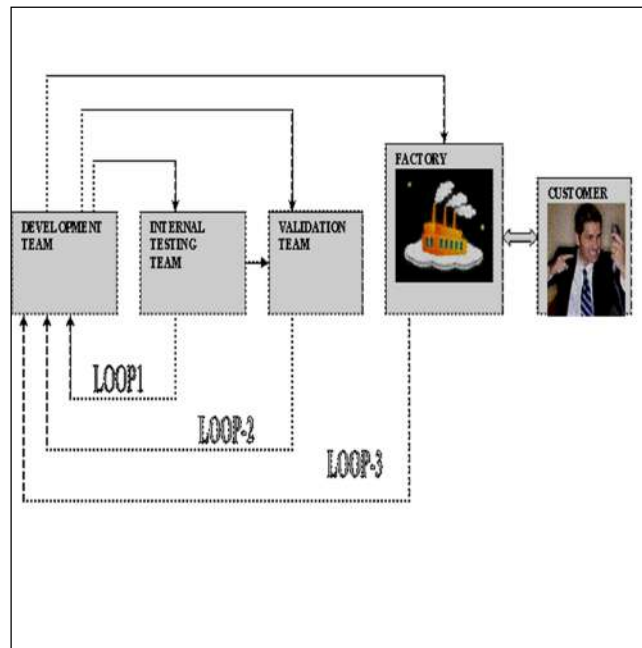 FACTORY
CUSTOMER
DEVELOPMENT
TEAM
INTERNAL
TESTING
TEAM
VALIDATION
TEAM
LOOP1
LOOP-2
LOOP-3